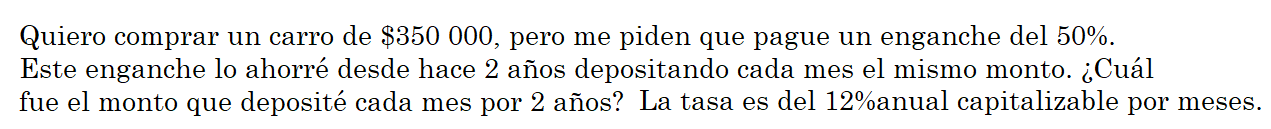 Quiero comprar un carro de $350 000, pero me piden que pague un enganche del 50%.
Este enganche lo ahorré desde hace 2 años depositando cada mes el mismo monto. ¿Cuál
fue el monto que deposité cada mes por 2 años? La tasa es del 12%anual capitalizable por meses.